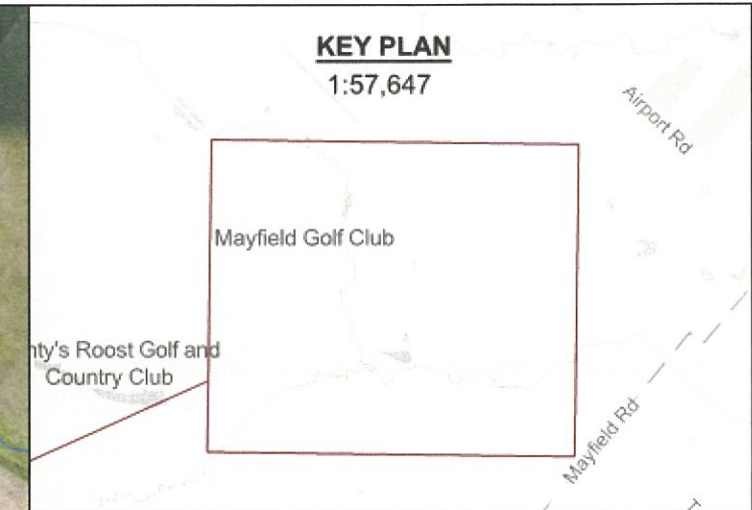 KEY PLAN
1:57,647
Airport Rd
Mayfield Golf Club
nty's Roost Golf and
Country Club
Mayfield Rd